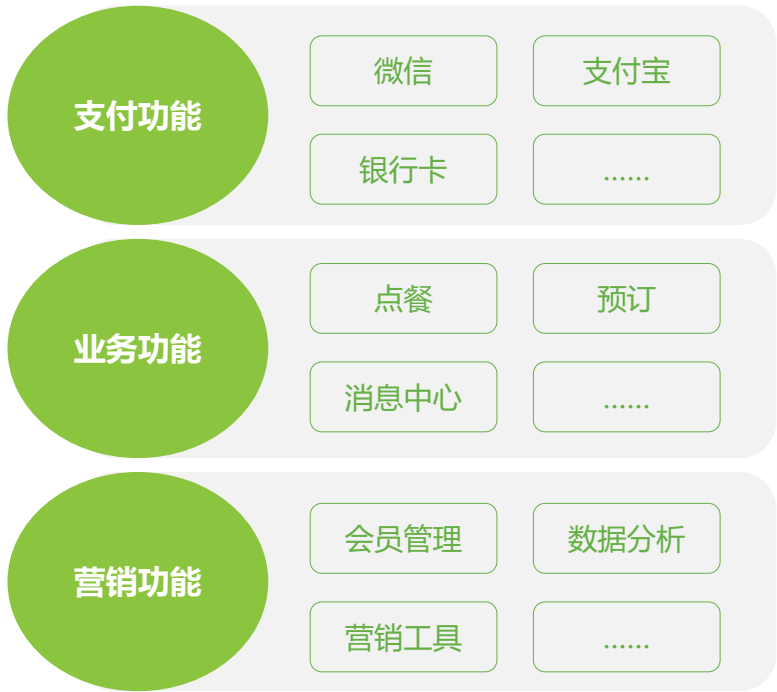 支付功能
微信
支付宝
银行卡
......
业务功能
点餐
预订
消息中心
......
营销功能
会员管理
数据分析
营销工具
......